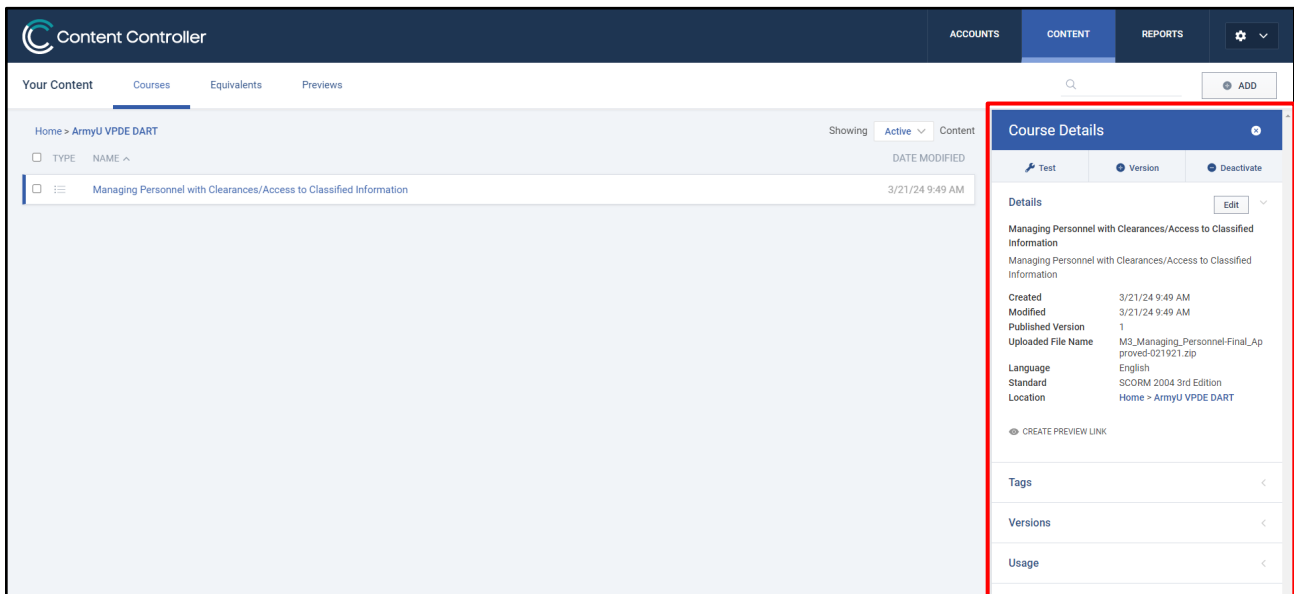 Content Controller
ACCOUNTS CONTENT REPORTS
Your Content Courses Equivalents Previews
ADD
Home > ArmyU VPDE DART
Showing Active Content
TYPE NAME DATE MODIFIED
Managing Personnel with Clearances/Access to Classified Information 3/21/24 9:49 AM
Course Details
Test Version Deactivate
Details Edit
Managing Personnel with Clearances/Access to Classified
Information
Managing Personnel with Clearances/Access to Classified
Information
Created 3/21/24 9:49 AM
Modified 3/21/24 9:49 AM
Published Version 1
Uploaded File Name M3_Managing_Personnel-Final_Ap
proved-021921.zip
Language English
Standard SCORM 2004 3rd Edition
Location Home > ArmyU VPDE DART
CREATE PREVIEW LINK
Tags
Versions
Usage